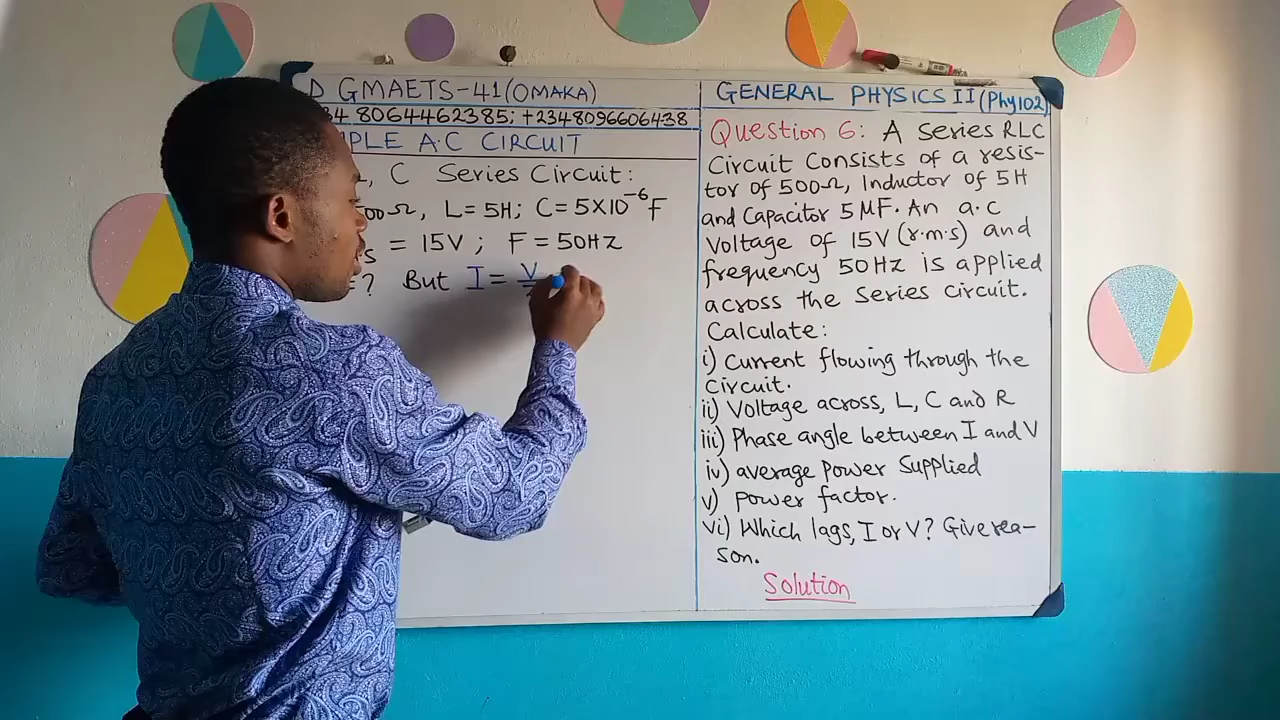 D GMAETS-41(OMAKA)
34 8064462385; +2348096606438
PLE A.C CIRCUIT
L, C Series Circuit:
00Ω, L=5H; C=5X10⁻⁶F
s = 15V ; F=50HZ
=? But I = V
GENERAL PHYSICS II (Phy102)
Question 6: A Series RLC
Circuit Consists of a resis-
tor of 500Ω, Inductor of 5H
and Capacitor 5MF. An a.c
Voltage of 15V (r.m.s) and
frequency 50Hz is applied
across the series circuit.
Calculate:
i) Current flowing through the
circuit.
ii) Voltage across, L, C and R
iii) Phase angle between I and V
iv) average power Supplied
v) power factor.
vi) Which lags, I or V? Give rea-
son.
Solution